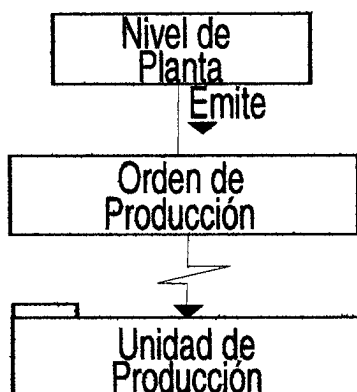 Nivel de
Planta
Emite
Orden de
Producción
Unidad de
Producción